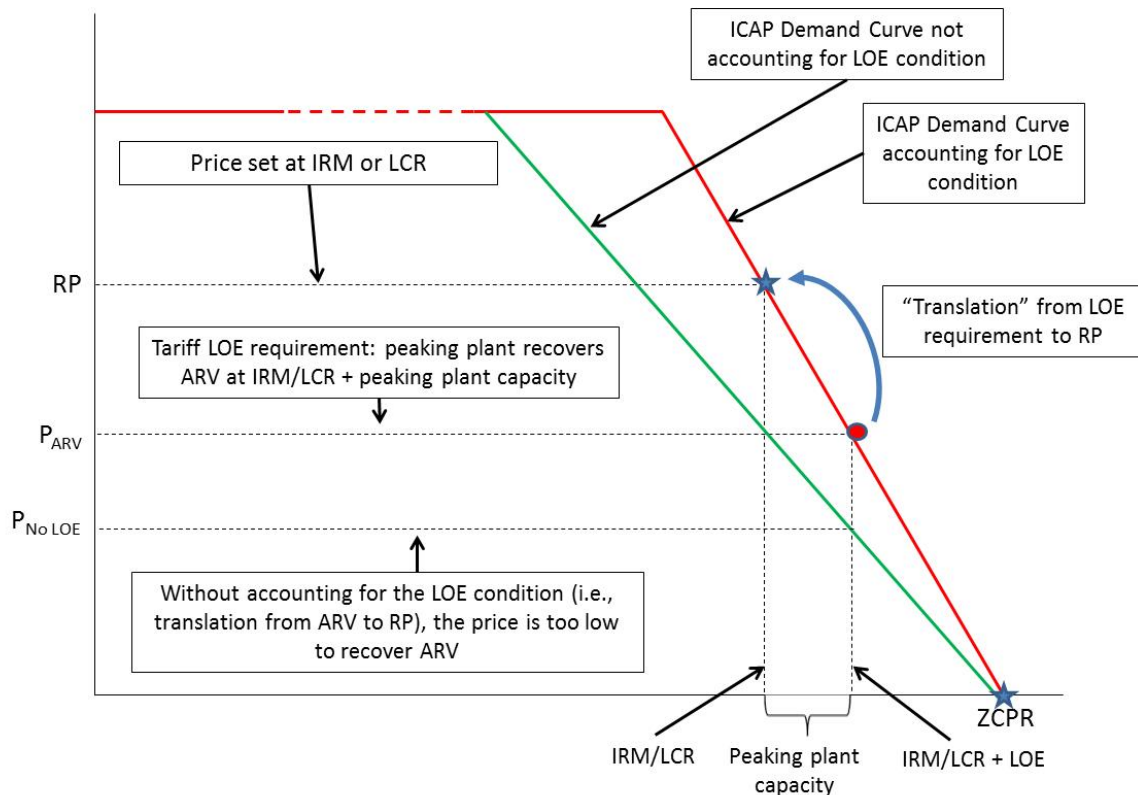 ICAP Demand Curve not
accounting for LOE condition
ICAP Demand Curve
accounting for LOE
condition
Price set at IRM or LCR
RP
"Translation" from LOE
requirement to RP
Tariff LOE requirement: peaking plant recovers
ARV at IRM/LCR + peaking plant capacity
PARV
PNo LOE
Without accounting for the LOE condition (i.e.,
translation from ARV to RP), the price is too low
to recover ARV
ZCPR
IRM/LCR
Peaking plant
capacity
IRM/LCR + LOE